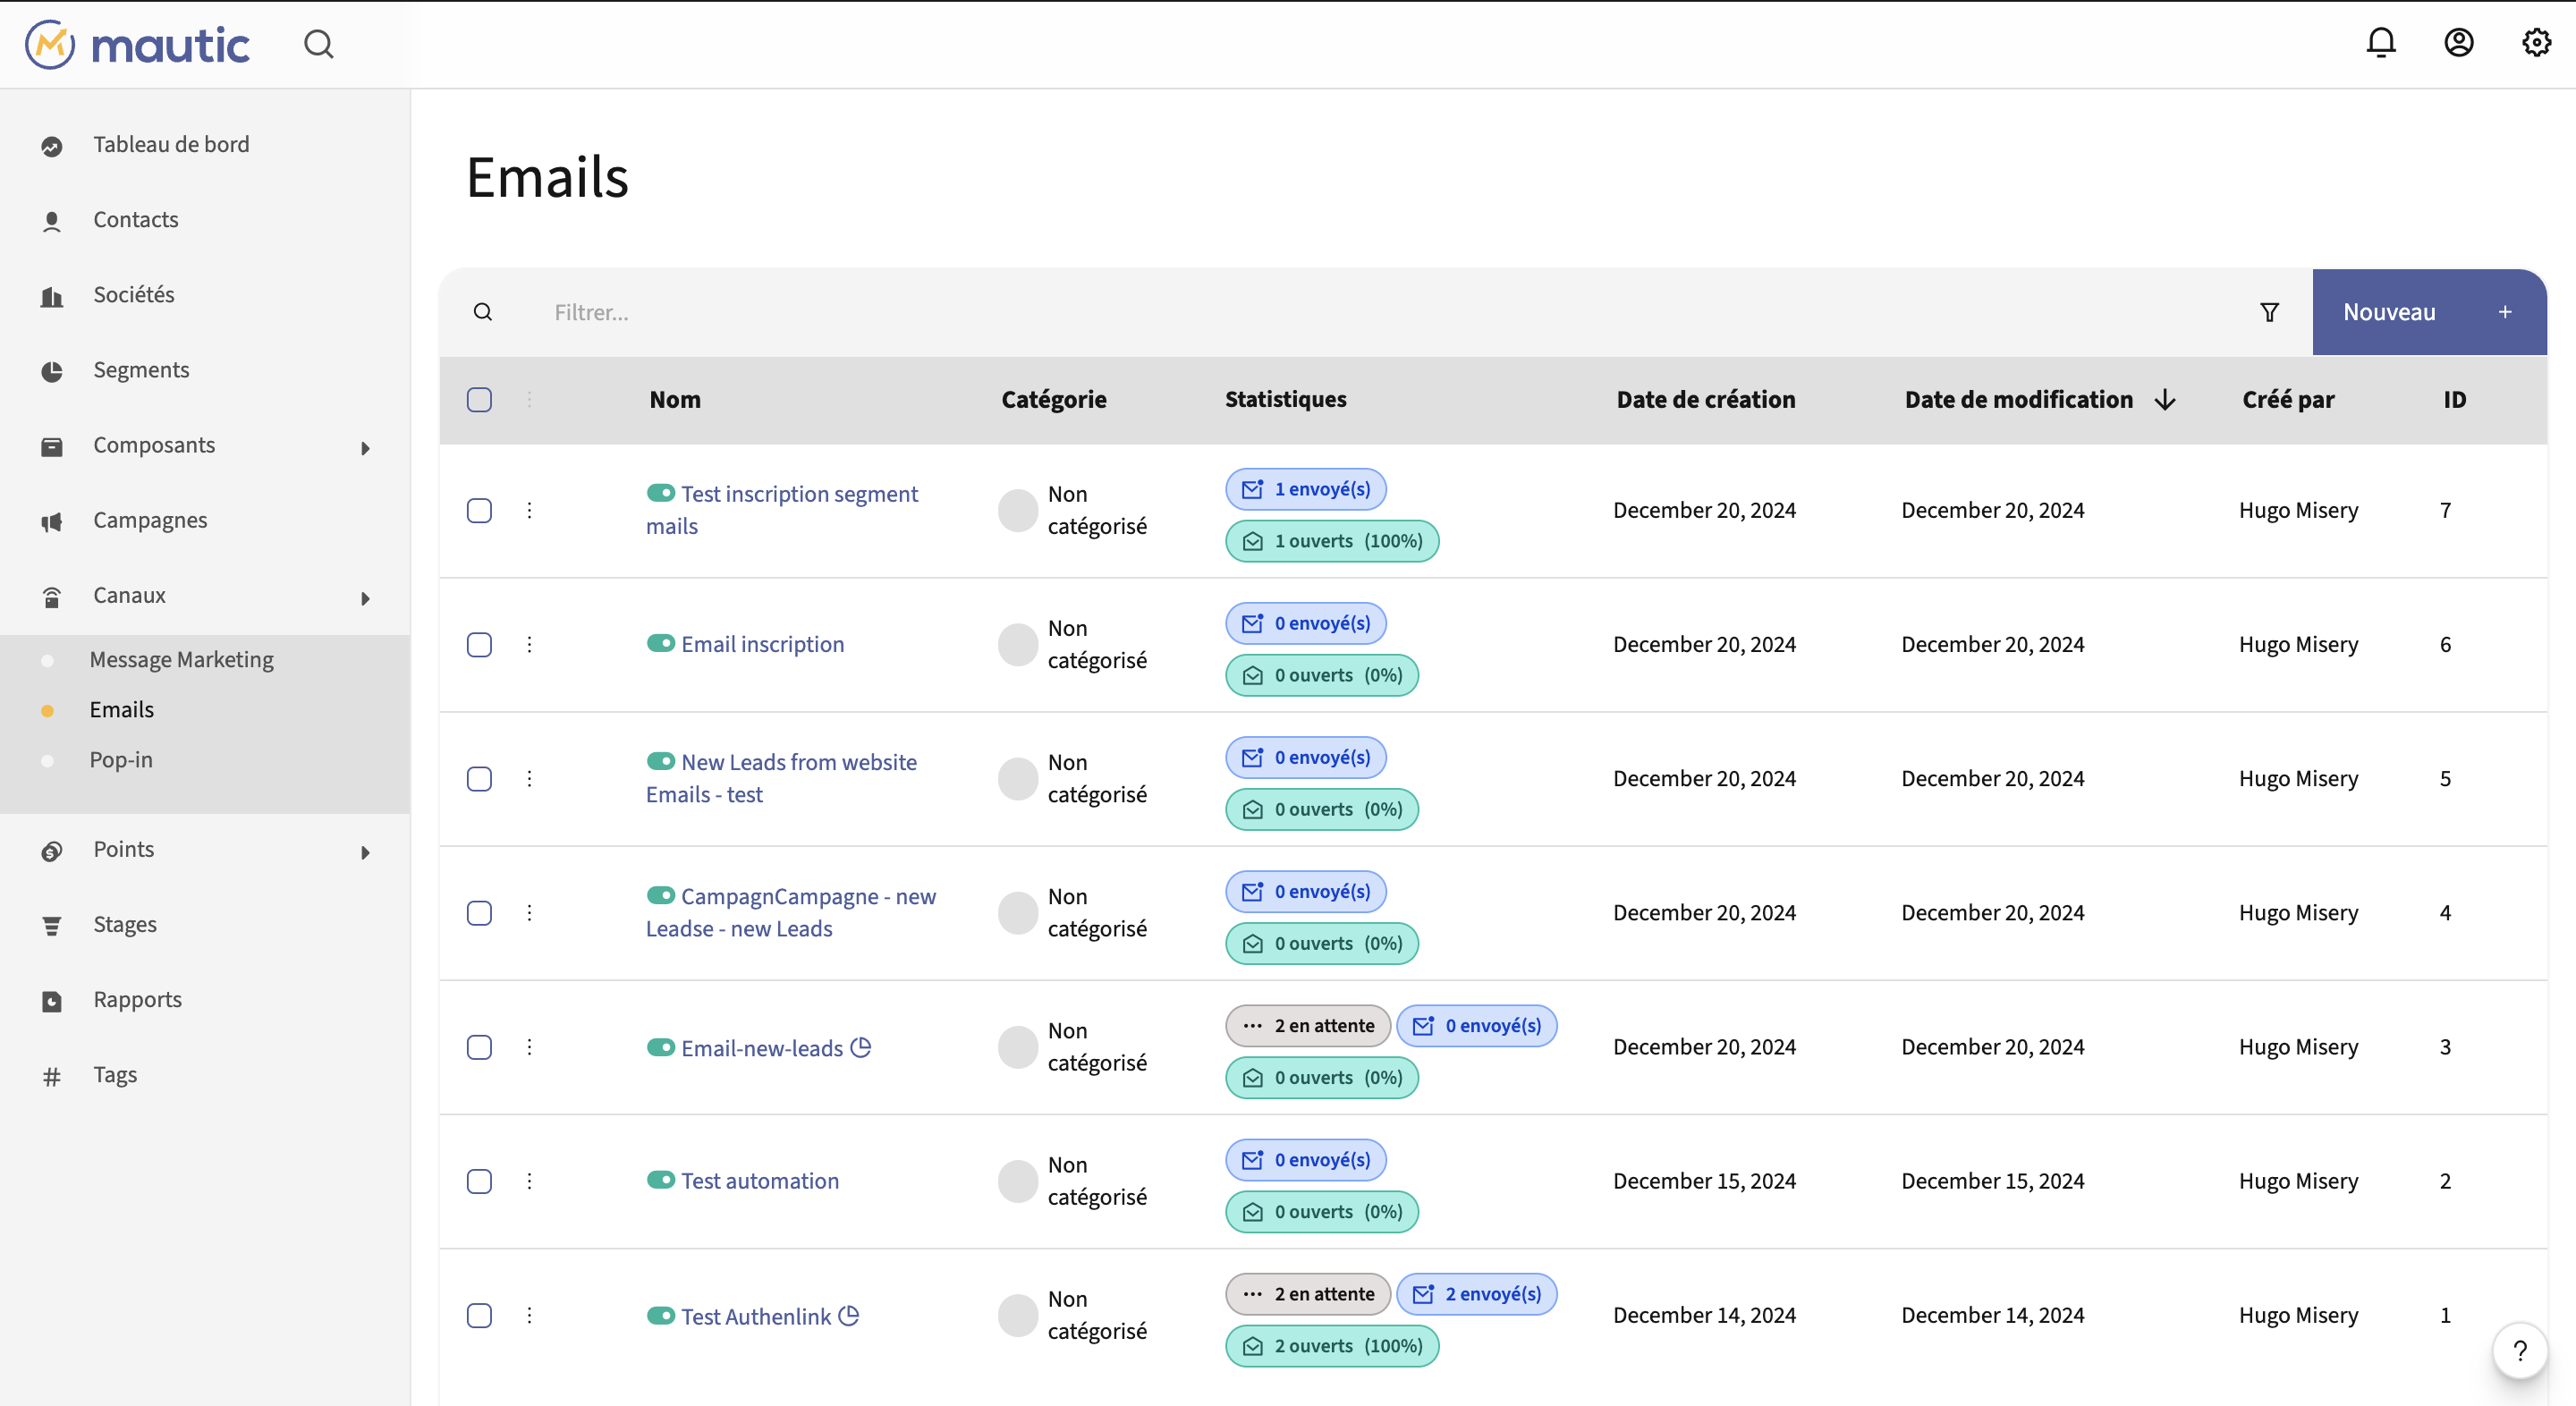 mautic
Tableau de bord
Contacts
Sociétés
Segments
Composants
Campagnes
Canaux
Message Marketing
Emails
Pop-in
Points
Stages
Rapports
Tags
Emails
Filtrer...
Nouveau +
Nom Catégorie Statistiques Date de création Date de modification Créé par ID
Test inscription segment
mails
Non
catégorisé
1 envoyé(s)
1 ouverts (100%)
December 20, 2024 December 20, 2024 Hugo Misery 7
Email inscription
Non
catégorisé
0 envoyé(s)
0 ouverts (0%)
December 20, 2024 December 20, 2024 Hugo Misery 6
New Leads from website
Emails - test
Non
catégorisé
0 envoyé(s)
0 ouverts (0%)
December 20, 2024 December 20, 2024 Hugo Misery 5
CampagnCampagne - new
Leadse - new Leads
Non
catégorisé
0 envoyé(s)
0 ouverts (0%)
December 20, 2024 December 20, 2024 Hugo Misery 4
Email-new-leads
Non
catégorisé
2 en attente 0 envoyé(s)
0 ouverts (0%)
December 20, 2024 December 20, 2024 Hugo Misery 3
Test automation
Non
catégorisé
0 envoyé(s)
0 ouverts (0%)
December 15, 2024 December 15, 2024 Hugo Misery 2
Test Authenlink
Non
catégorisé
2 en attente 2 envoyé(s)
2 ouverts (100%)
December 14, 2024 December 14, 2024 Hugo Misery 1
?